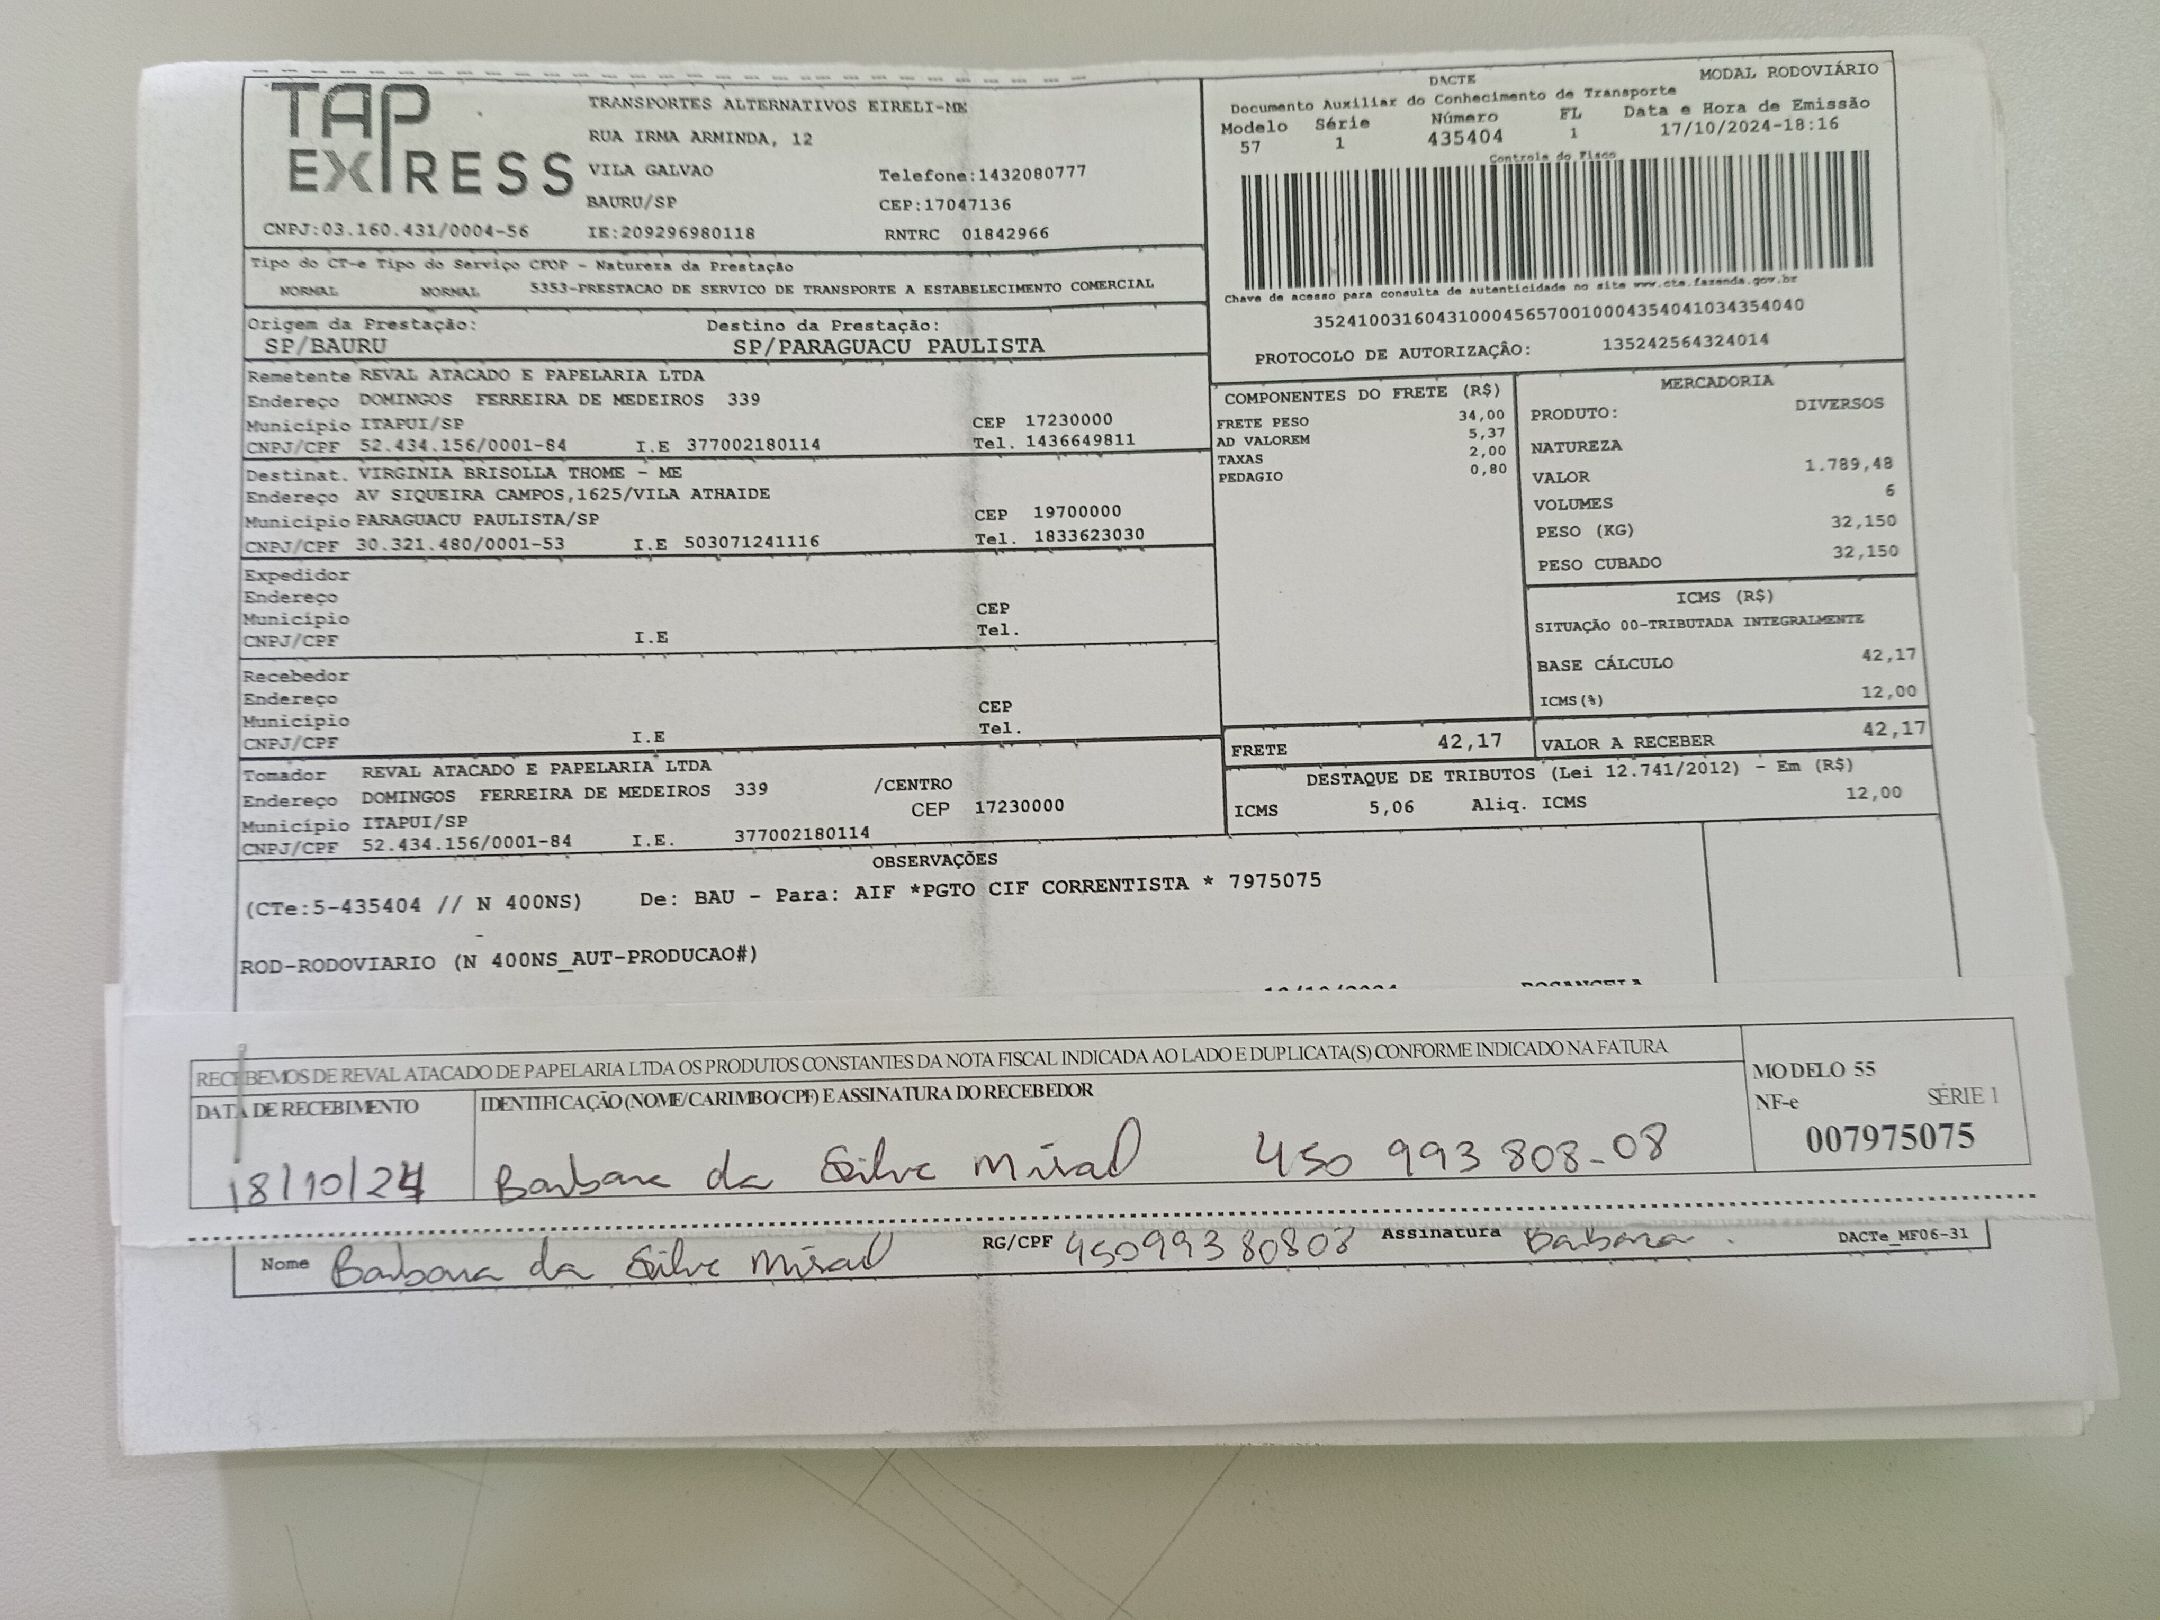 TAP EXPRESS
TRANSPORTES ALTERNATIVOS EIRELI-ME
RUA IRMA ARMINDA, 12
VILA GALVAO Telefone:1432080777
BAURU/SP CEP:17047136
CNPJ:03.160.431/0004-56 IE:209296980118 RNTRC 01842966
DACTE MODAL RODOVIÁRIO
Documento Auxiliar do Conhecimento de Transporte
Modelo Série Número FL Data e Hora de Emissão
57 1 435404 1 17/10/2024-18:16
Controle do Fisco
Chave de acesso para consulta de autenticidade no site www.cte.fazenda.gov.br
35241003160431000456570010004354041034354040
PROTOCOLO DE AUTORIZAÇÃO: 135242564324014
Tipo do CT-e Tipo do Serviço CFOP - Natureza da Prestação
NORMAL NORMAL 5353-PRESTACAO DE SERVICO DE TRANSPORTE A ESTABELECIMENTO COMERCIAL
Origem da Prestação: Destino da Prestação:
SP/BAURU SP/PARAGUACU PAULISTA
Remetente REVAL ATACADO E PAPELARIA LTDA
Endereço DOMINGOS FERREIRA DE MEDEIROS 339
Município ITAPUI/SP CEP 17230000
CNPJ/CPF 52.434.156/0001-84 I.E 377002180114 Tel. 1436649811
Destinat. VIRGINIA BRISOLLA THOME - ME
Endereço AV SIQUEIRA CAMPOS,1625/VILA ATHAIDE
Município PARAGUACU PAULISTA/SP CEP 19700000
CNPJ/CPF 30.321.480/0001-53 I.E 503071241116 Tel. 1833623030
Expedidor
Endereço
Município CEP
CNPJ/CPF I.E Tel.
Recebedor
Endereço
Município CEP
CNPJ/CPF I.E Tel.
Tomador REVAL ATACADO E PAPELARIA LTDA
Endereço DOMINGOS FERREIRA DE MEDEIROS 339 /CENTRO
Município ITAPUI/SP CEP 17230000
CNPJ/CPF 52.434.156/0001-84 I.E. 377002180114
COMPONENTES DO FRETE (R$)
FRETE PESO 34,00
AD VALOREM 5,37
TAXAS 2,00
PEDAGIO 0,80
MERCADORIA
PRODUTO: DIVERSOS
NATUREZA
VALOR 1.789,48
VOLUMES 6
PESO (KG) 32,150
PESO CUBADO 32,150
ICMS (R$)
SITUAÇÃO 00-TRIBUTADA INTEGRALMENTE
BASE CÁLCULO 42,17
ICMS(%) 12,00
FRETE 42,17 VALOR A RECEBER 42,17
DESTAQUE DE TRIBUTOS (Lei 12.741/2012) - Em (R$)
ICMS 5,06 Aliq. ICMS 12,00
OBSERVAÇÕES
(CTe:5-435404 // N 400NS) De: BAU - Para: AIF *PGTO CIF CORRENTISTA * 7975075
ROD-RODOVIARIO (N 400NS_AUT-PRODUCAO#)
RECEBEMOS DE REVAL ATACADO DE PAPELARIA LTDA OS PRODUTOS CONSTANTES DA NOTA FISCAL INDICADA AO LADO E DUPLICATA(S) CONFORME INDICADO NA FATURA
DATA DE RECEBIMENTO IDENTIFICAÇÃO (NOME/CARIMBO/CPF) E ASSINATURA DO RECEBEDOR
18/10/24 Barbara da Silva Misael 450 993 808-08
MODELO 55
NF-e SÉRIE 1
007975075
Nome Barbara da Silva Misael RG/CPF 45099380808 Assinatura Barbara. DACTe_MF06-31